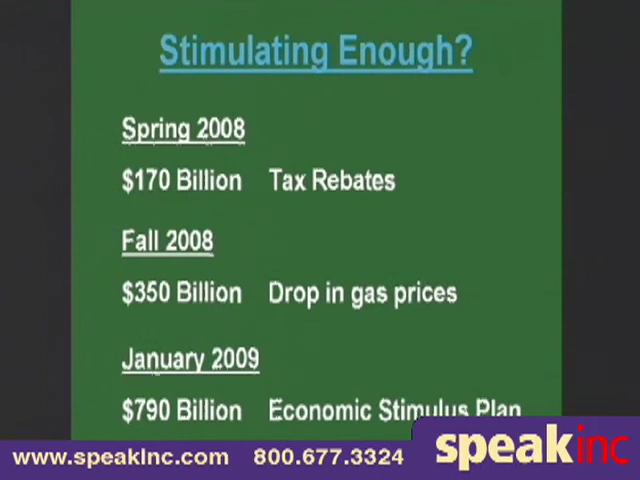 Stimulating Enough?
Spring 2008
$170 Billion Tax Rebates
Fall 2008
$350 Billion Drop in gas prices
January 2009
$790 Billion Economic Stimulus Plan
www.speakInc.com 800.677.3324 speakinc